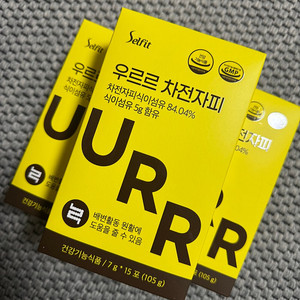 Selfit
우르르 차전자피
차전자피식이섬유 84.04%
식이섬유 5g 함유
GMP
URR
배변활동 원활에
도움을 줄 수 있음
건강기능식품 / 7g * 15포 (105g)